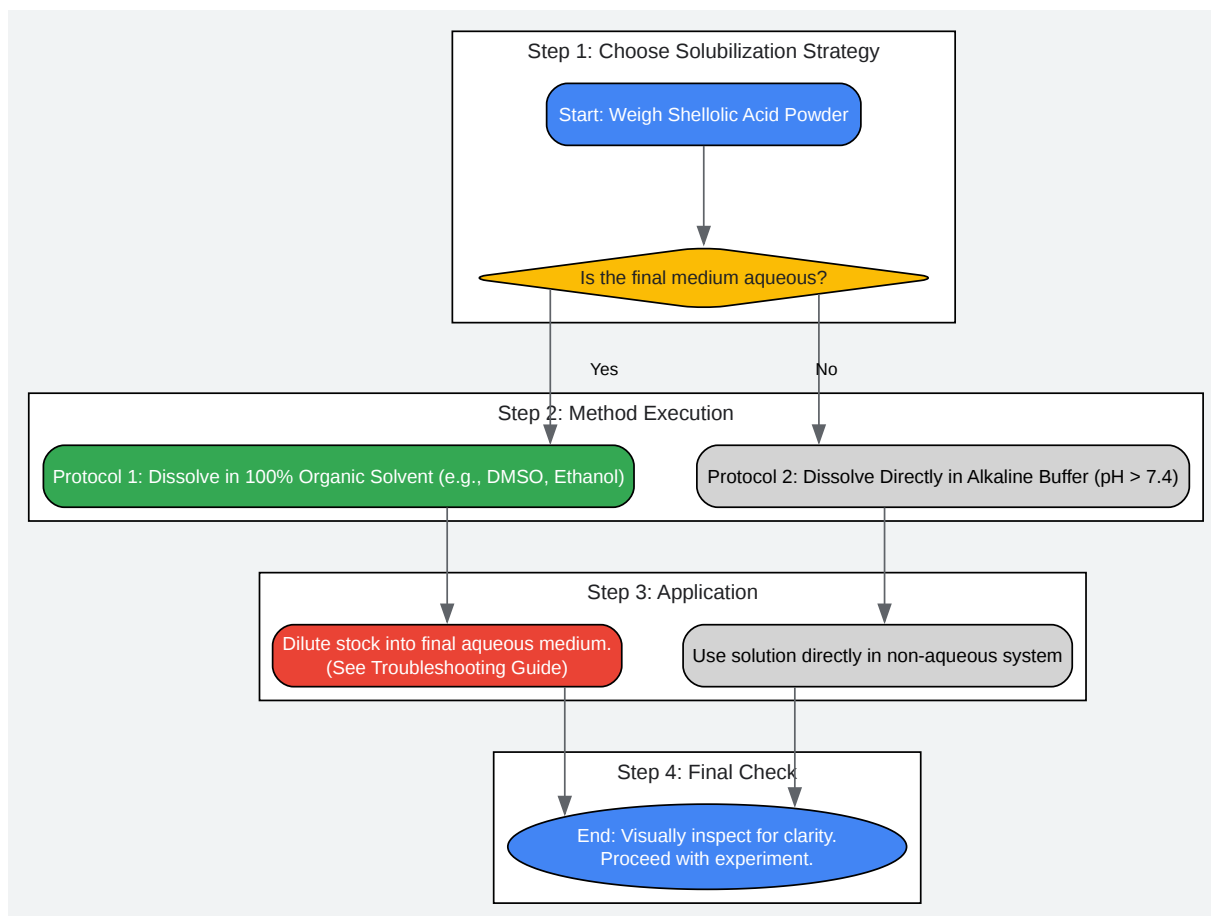 Step 1: Choose Solubilization Strategy
Start: Weigh Shellolic Acid Powder
Is the final medium aqueous?
Yes
No
Step 2: Method Execution
Protocol 1: Dissolve in 100% Organic Solvent (e.g., DMSO, Ethanol)
Protocol 2: Dissolve Directly in Alkaline Buffer (pH > 7.4)
Step 3: Application
Dilute stock into final aqueous medium.
(See Troubleshooting Guide)
Use solution directly in non-aqueous system
Step 4: Final Check
End: Visually inspect for clarity.
Proceed with experiment.